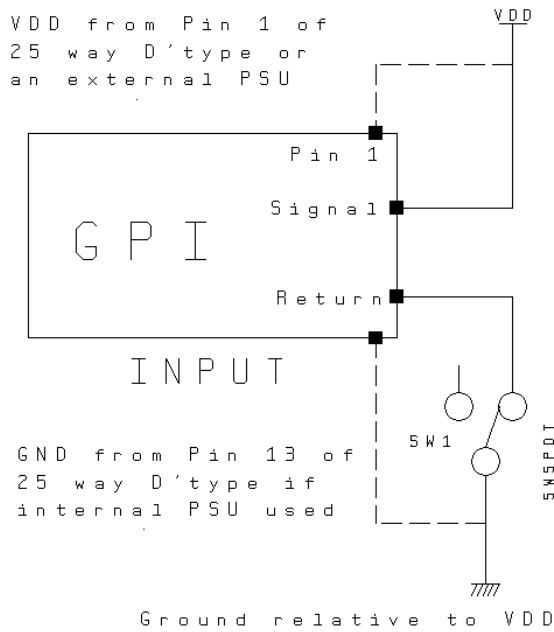 VDD from Pin 1 of
25 way D'type or
an external PSU
VDD
Pin 1
Signal
GPI
Return
INPUT
SW1
SWSPDT
GND from Pin 13 of
25 way D'type if
internal PSU used
Ground relative to VDD